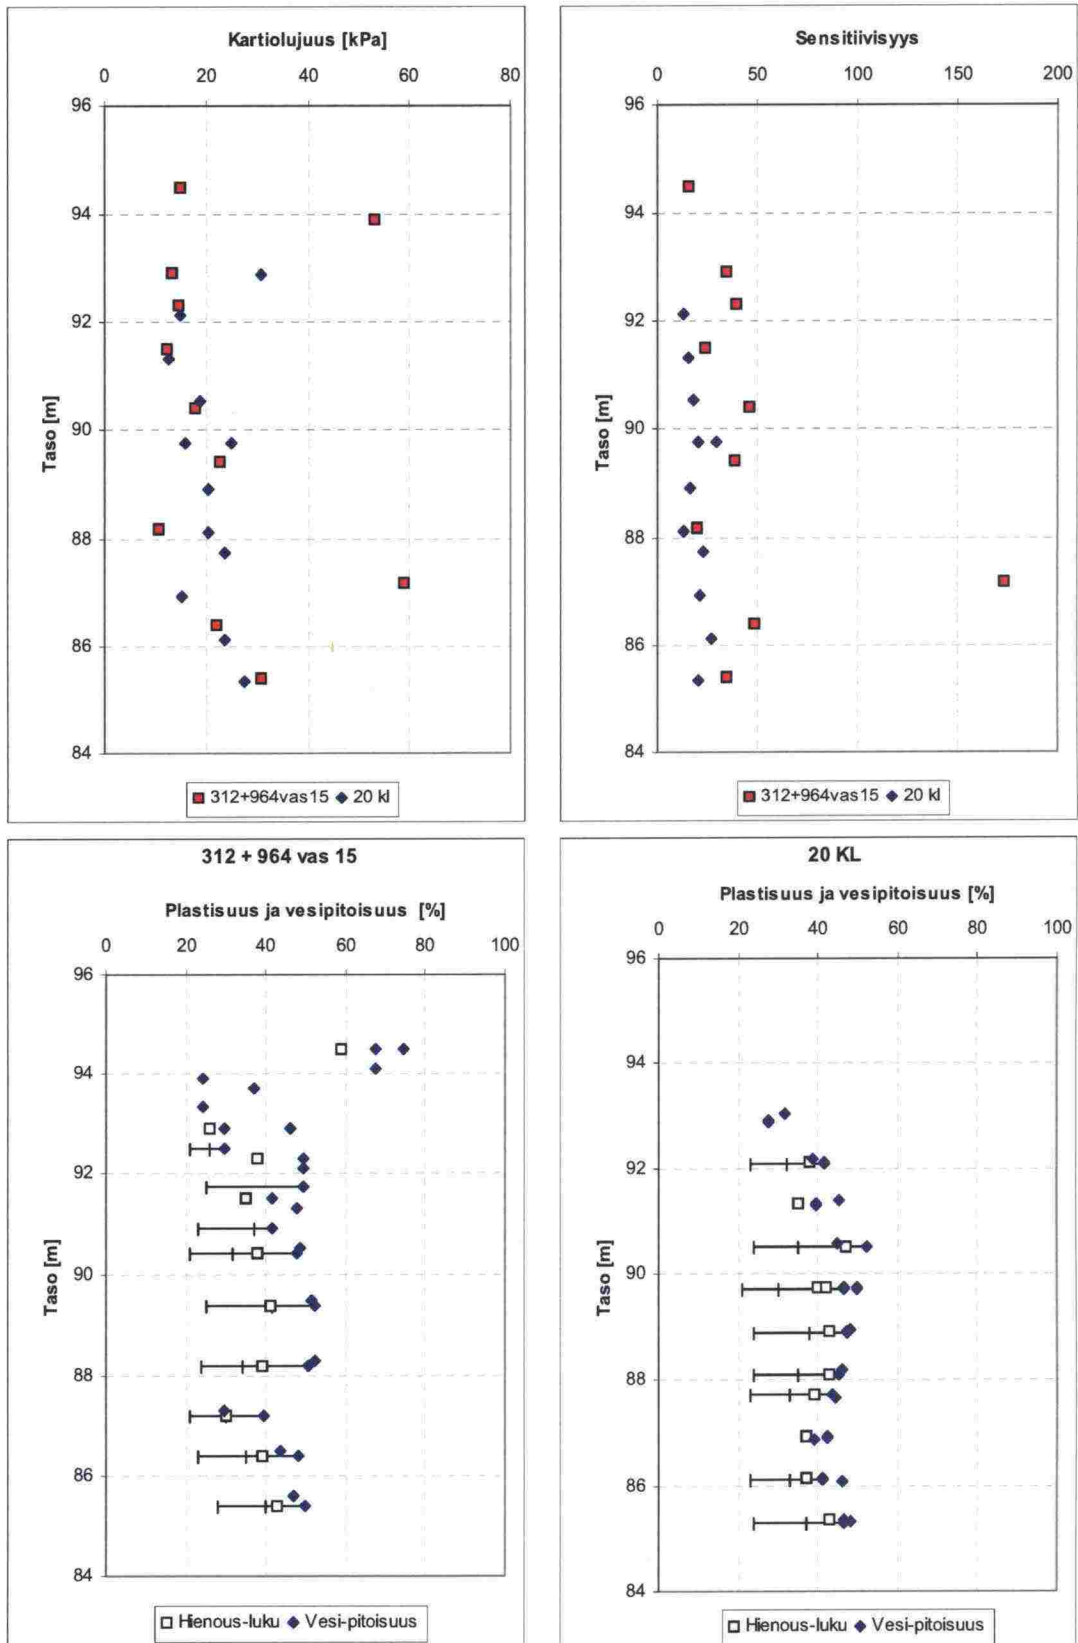 Kartiolujuus [kPa]
0 20 40 60 80
96
94
92
90
88
86
84
Taso [m]
312+964vas15 20 kl
Sensitiivisyys
0 50 100 150 200
96
94
92
90
88
86
84
Taso [m]
312+964vas15 20 kl
312 + 964 vas 15
Plastisuus ja vesipitoisuus [%]
0 20 40 60 80 100
96
94
92
90
88
86
84
Taso [m]
Hienous-luku Vesi-pitoisuus
20 KL
Plastisuus ja vesipitoisuus [%]
0 20 40 60 80 100
96
94
92
90
88
86
84
Taso [m]
Hienous-luku Vesi-pitoisuus